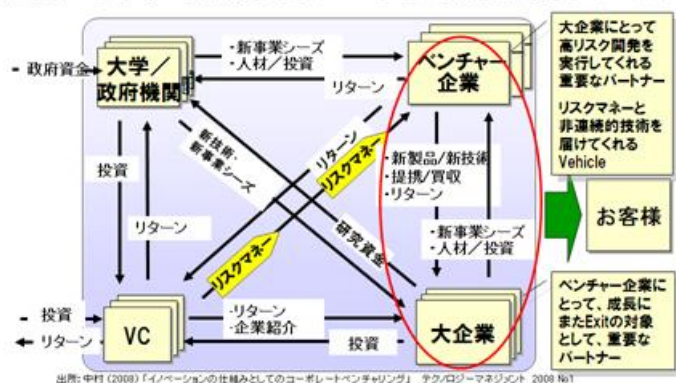 ・新事業シーズ
・人材／投資
リターン
- 政府資金
大学／
政府機関
ベンチャー
企業
大企業にとって
高リスク開発を
実行してくれる
重要なパートナー
リスクマネーと
非連続的技術を
届けてくれる
Vehicle
投資
リターン
新技術・
新事業シーズ
リターン
リスクマネー
リスクマネー
研究資金
・新製品/新技術
・提携/買収
・リターン
・新事業シーズ
・人材／投資
お客様
投資
リターン
VC
・リターン
・企業紹介
投資
大企業
ベンチャー企業に
とって、成長に
またExitの対象
として、重要な
パートナー
出所: 中村 (2008) 「イノベーションの仕組みとしてのコーポレートベンチャリング」 テクノロジーマネジメント 2008 No1